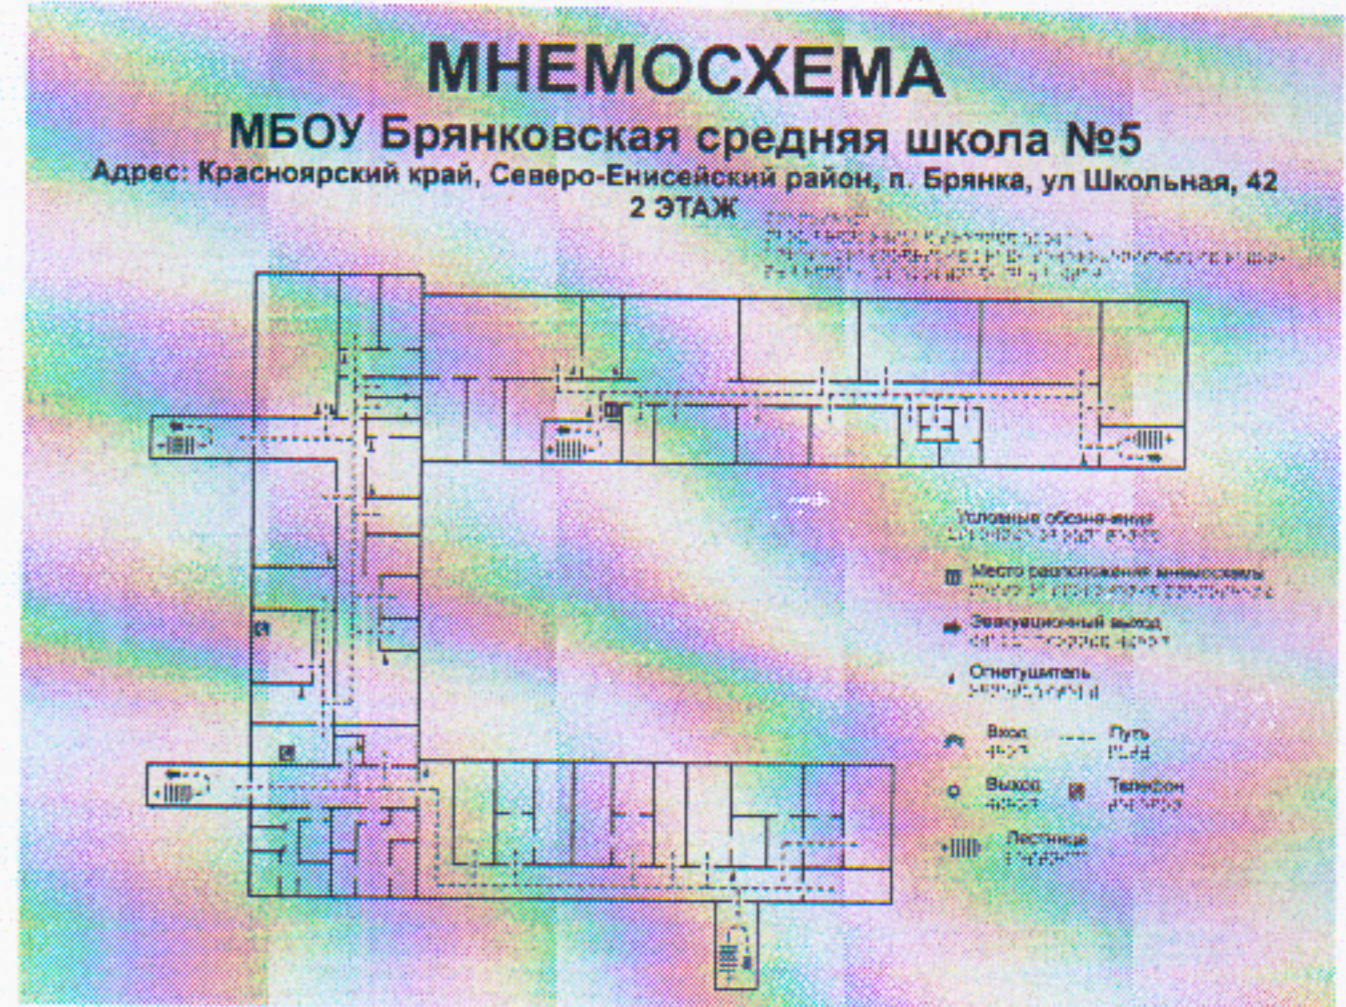 МНЕМОСХЕМА
МБОУ Брянковская средняя школа №5
Адрес: Красноярский край, Северо-Енисейский район, п. Брянка, ул Школьная, 42
2 ЭТАЖ
Условные обозначения
Место расположения мнемосхемы
Эвакуационный выход
Огнетушитель
Вход
Путь
Выход
Телефон
Лестница